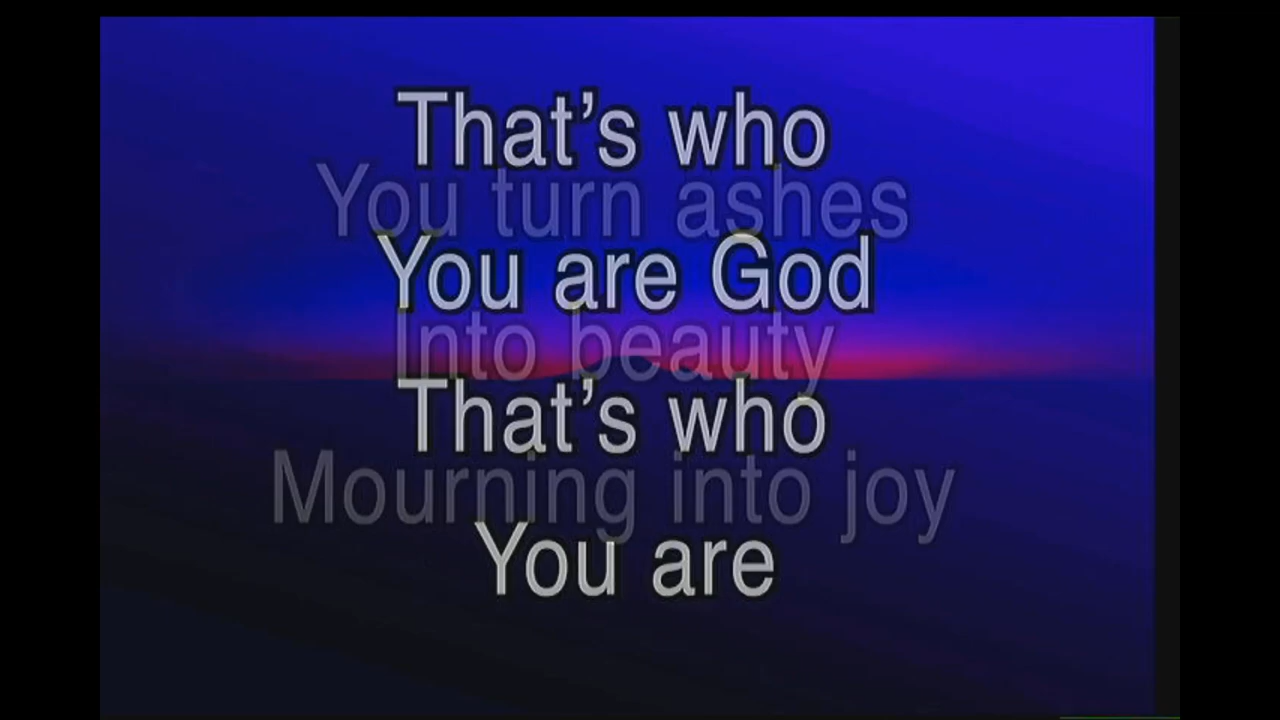 That's who
You turn ashes
You are God
Into beauty
That's who
Mourning into joy
You are